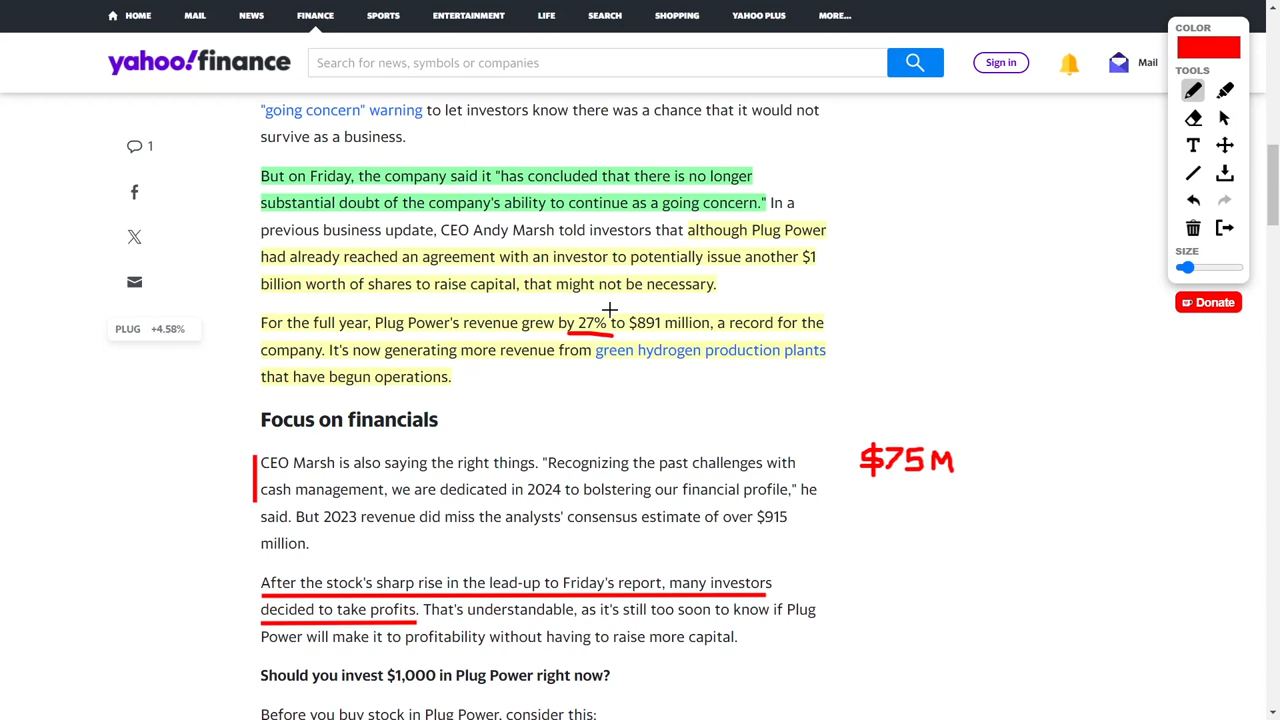 HOME MAIL NEWS FINANCE SPORTS ENTERTAINMENT LIFE SEARCH SHOPPING YAHOO PLUS MORE...
yahoo!finance
Search for news, symbols or companies
Sign in
Mail
COLOR
TOOLS
T
SIZE
Donate
"going concern" warning to let investors know there was a chance that it would not
survive as a business.
1
But on Friday, the company said it "has concluded that there is no longer
substantial doubt of the company's ability to continue as a going concern." In a
previous business update, CEO Andy Marsh told investors that although Plug Power
had already reached an agreement with an investor to potentially issue another $1
billion worth of shares to raise capital, that might not be necessary.
PLUG +4.58%
For the full year, Plug Power's revenue grew by 27% to $891 million, a record for the
company. It's now generating more revenue from green hydrogen production plants
that have begun operations.
Focus on financials
CEO Marsh is also saying the right things. "Recognizing the past challenges with
cash management, we are dedicated in 2024 to bolstering our financial profile," he
said. But 2023 revenue did miss the analysts' consensus estimate of over $915
million.
$75M
After the stock's sharp rise in the lead-up to Friday's report, many investors
decided to take profits. That's understandable, as it's still too soon to know if Plug
Power will make it to profitability without having to raise more capital.
Should you invest $1,000 in Plug Power right now?
Before you buy stock in Plug Power, consider this: